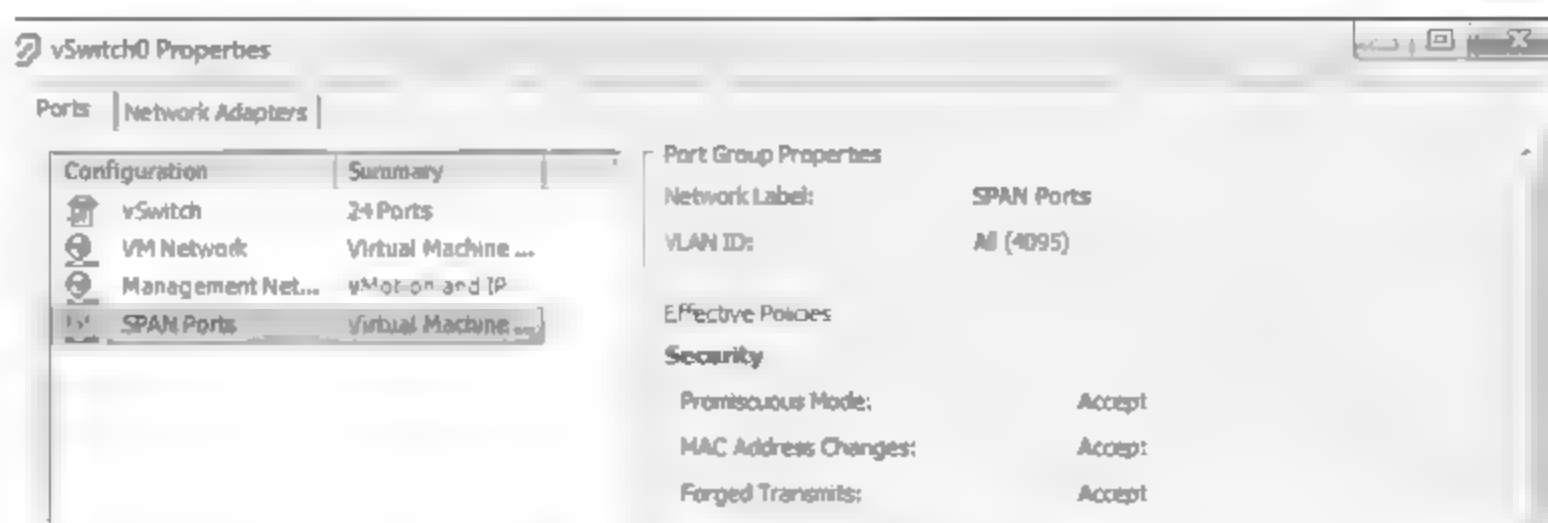 vSwitch0 Properties
Ports Network Adapters
Configuration Summary
vSwitch 24 Ports
VM Network Virtual Machine ...
Management Net... vMotion and IP
SPAN Ports Virtual Machine ...
Port Group Properties
Network Label: SPAN Ports
VLAN ID: All (4095)
Effective Policies
Security
Promiscuous Mode: Accept
MAC Address Changes: Accept
Forged Transmits: Accept